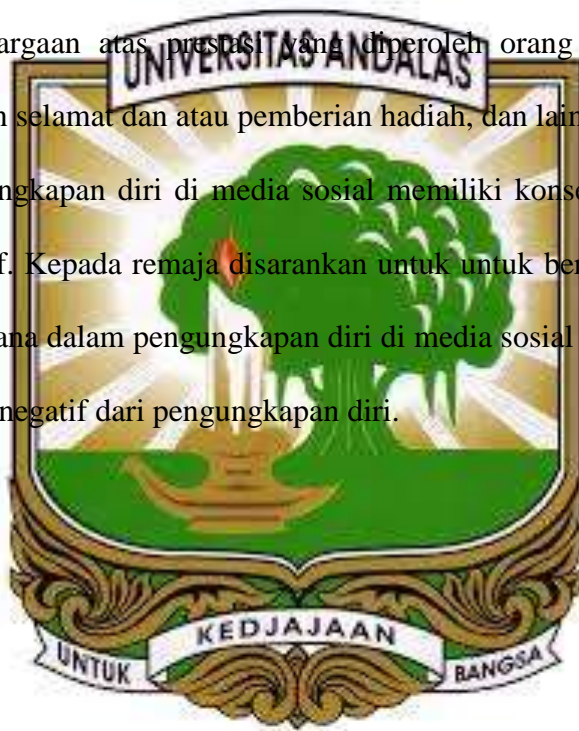 argaan atas prestasi yang diperoleh orang
UNIVERSITAS ANDALAS
selamat dan atau pemberian hadiah, dan lain
ngkapan diri di media sosial memiliki konse
f. Kepada remaja disarankan untuk untuk ber
ana dalam pengungkapan diri di media sosial
negatif dari pengungkapan diri.
UNTUK KEDJAJAAN BANGSA